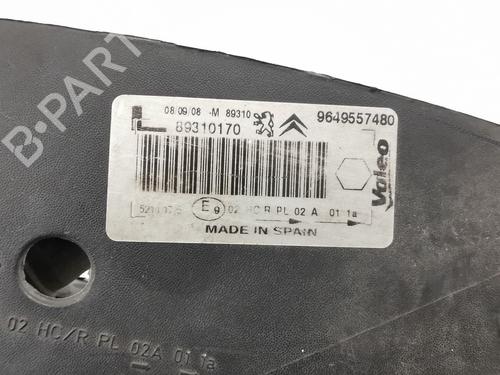 08/09/08 -M 89310
L 89310170
9649557480
Valeo
E9 02 HC R PL 02 A 01 1a
MADE IN SPAIN
02 HC/R PL 02A 01 1a